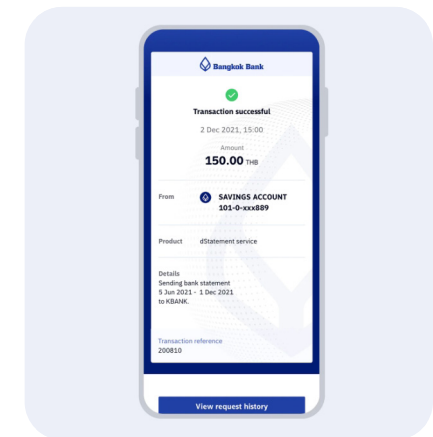 Bangkok Bank
Transaction successful
2 Dec 2021, 15:00
Amount
150.00 THB
From SAVINGS ACCOUNT
101-0-xxx889
Product dStatement service
Details
Sending bank statement
5 Jun 2021 - 1 Dec 2021
to KBANK.
Transaction reference
200810
View request history